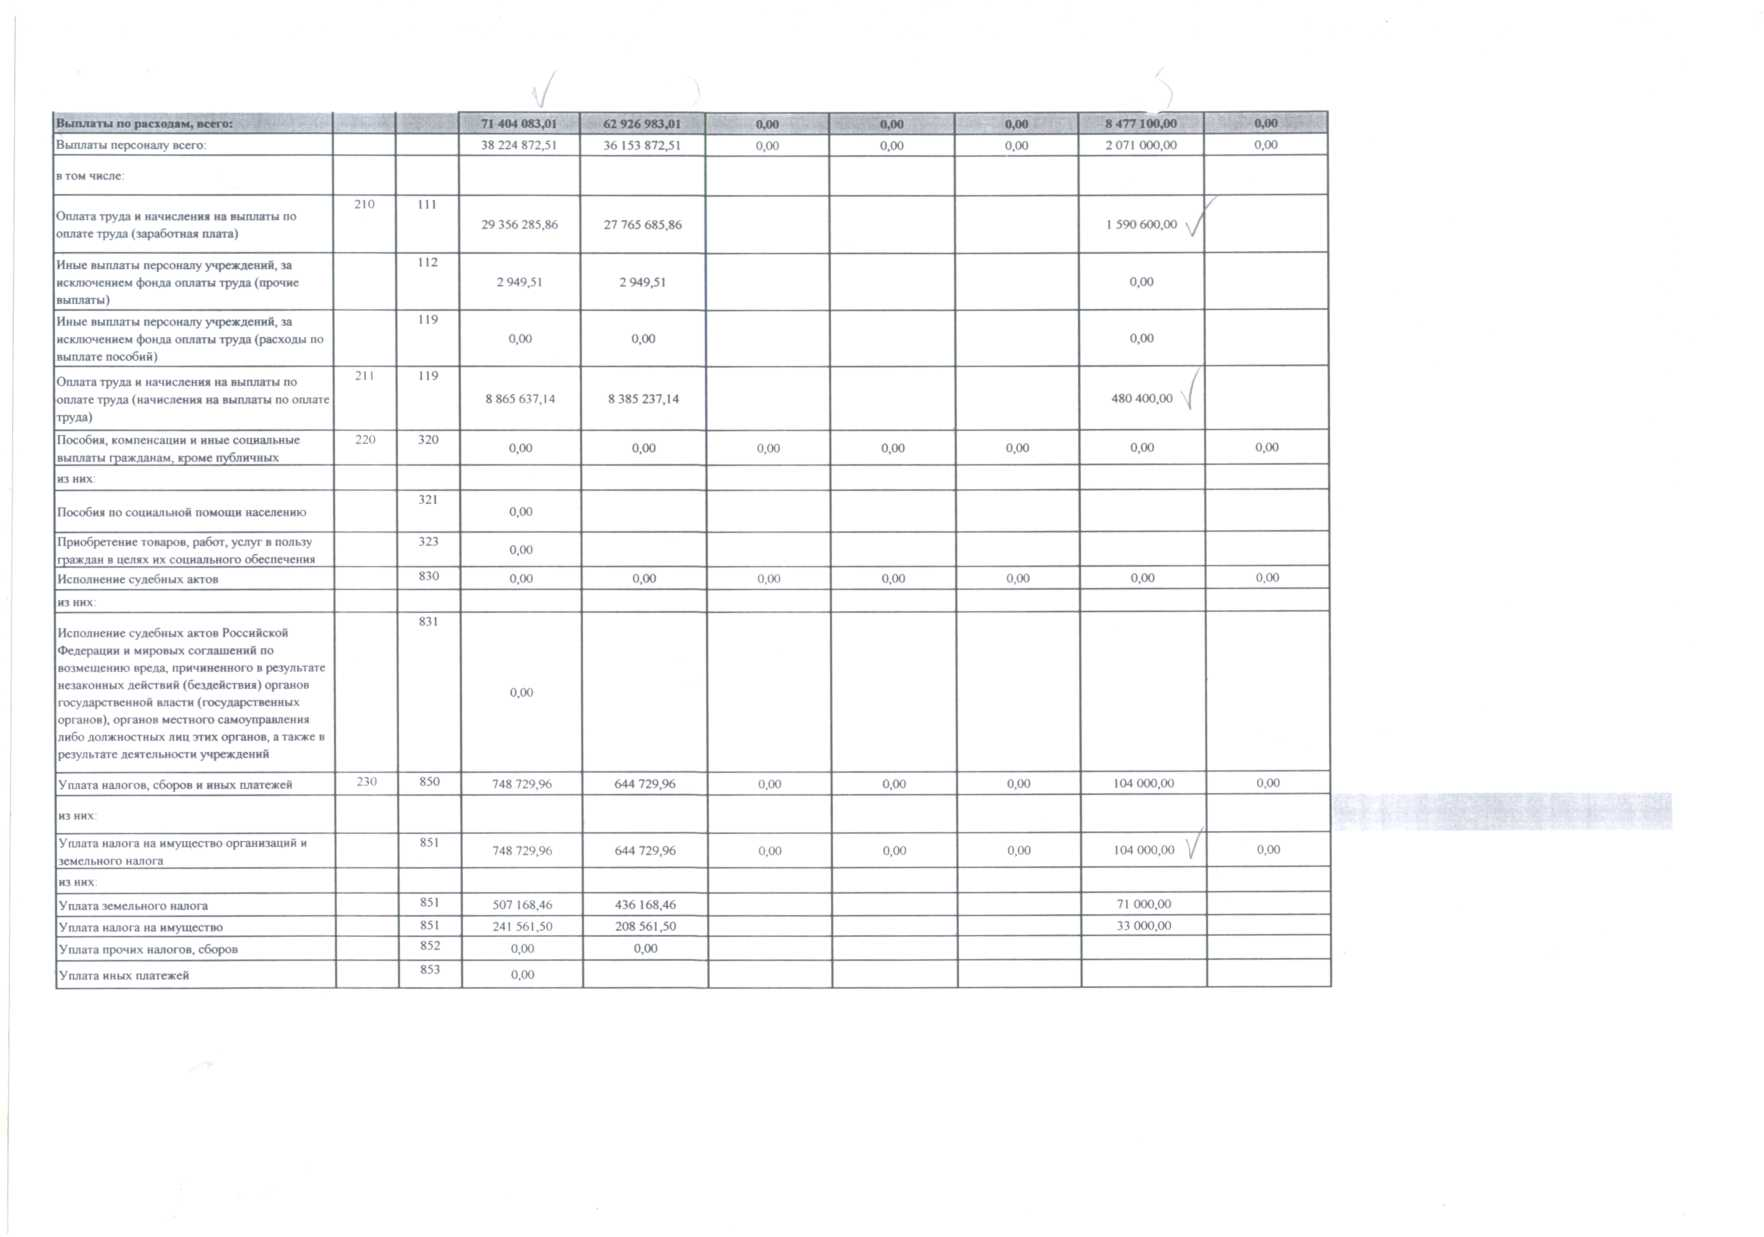 Выплаты по расходам, всего: 71 404 083,01 62 926 983,01 0,00 0,00 0,00 8 477 100,00 0,00
Выплаты персоналу всего: 38 224 872,51 36 153 872,51 0,00 0,00 0,00 2 071 000,00 0,00
в том числе:
210 111
Оплата труда и начисления на выплаты по
оплате труда (заработная плата) 29 356 285,86 27 765 685,86 1 590 600,00
112
Иные выплаты персоналу учреждений, за
исключением фонда оплаты труда (прочие 2 949,51 2 949,51 0,00
выплаты)
119
Иные выплаты персоналу учреждений, за
исключением фонда оплаты труда (расходы по 0,00 0,00 0,00
выплате пособий)
211 119
Оплата труда и начисления на выплаты по
оплате труда (начисления на выплаты по оплате 8 865 637,14 8 385 237,14 480 400,00
труда)
Пособия, компенсации и иные социальные 220 320
выплаты гражданам, кроме публичных 0,00 0,00 0,00 0,00 0,00 0,00 0,00
из них:
321
Пособия по социальной помощи населению 0,00
Приобретение товаров, работ, услуг в пользу 323
граждан в целях их социального обеспечения 0,00
Исполнение судебных актов 830 0,00 0,00 0,00 0,00 0,00 0,00 0,00
из них:
831
Исполнение судебных актов Российской
Федерации и мировых соглашений по
возмещению вреда, причиненного в результате
незаконных действий (бездействия) органов 0,00
государственной власти (государственных
органов), органов местного самоуправления
либо должностных лиц этих органов, а также в
результате деятельности учреждений
Уплата налогов, сборов и иных платежей 230 850 748 729,96 644 729,96 0,00 0,00 0,00 104 000,00 0,00
из них:
Уплата налога на имущество организаций и 851
земельного налога 748 729,96 644 729,96 0,00 0,00 0,00 104 000,00 0,00
из них:
Уплата земельного налога 851 507 168,46 436 168,46 71 000,00
Уплата налога на имущество 851 241 561,50 208 561,50 33 000,00
Уплата прочих налогов, сборов 852 0,00 0,00
Уплата иных платежей 853 0,00